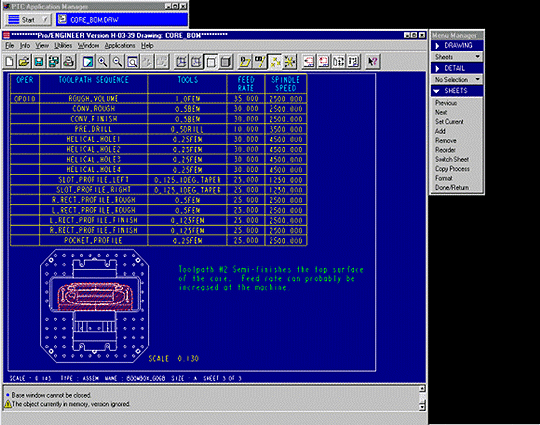 PTC Application Manager
Start CORE_BOM.DRW
**********Pro/ENGINEER Version H-03-39 Drawing: CORE_BOM**********
File Info View Utilities Window Applications Help
Menu Manager
DRAWING
Sheets
DETAIL
No Selection
SHEETS
Previous
Next
Set Current
Add
Remove
Reorder
Switch Sheet
Copy Process
Format
Done/Return
OPER TOOLPATH SEQUENCE TOOLS FEED RATE SPINDLE SPEED
OP010 ROUGH_VOLUME 1.0FEM 35.000 2500.000
CONV_ROUGH 0.5BEM 30.000 2500.000
CONV_FINISH 0.5BEM 30.000 2500.000
PRE_DRILL 0.5DRILL 10.000 3500.000
HELICAL_HOLE1 0.25FEM 30.000 4500.000
HELICAL_HOLE2 0.25FEM 30.000 4500.000
HELICAL_HOLE3 0.25FEM 30.000 4500.000
HELICAL_HOLE4 0.25FEM 30.000 4500.000
SLOT_PROFILE_LEFT 0.125_1DEG_TAPER 25.000 1250.000
SLOT_PROFILE_RIGHT 0.125_1DEG_TAPER 25.000 1250.000
R_RECT_PROFILE_ROUGH 0.5FEM 25.000 2500.000
L_RECT_PROFILE_ROUGH 0.5FEM 25.000 2500.000
L_RECT_PROFILE_FINISH 0.125FEM 25.000 2500.000
R_RECT_PROFILE_FINISH 0.125FEM 25.000 2500.000
POCKET_PROFILE 0.25FEM 25.000 2500.000
Toolpath #2 Semi-finishes the top surface
of the core. Feed rate can probably be
increased at the machine.
SCALE 0.130
SCALE : 0.143 TYPE : ASSEM NAME : BOOMBOX_GOGB SIZE : A SHEET 3 OF 3
Base window cannot be closed.
The object currently in memory, version ignored.